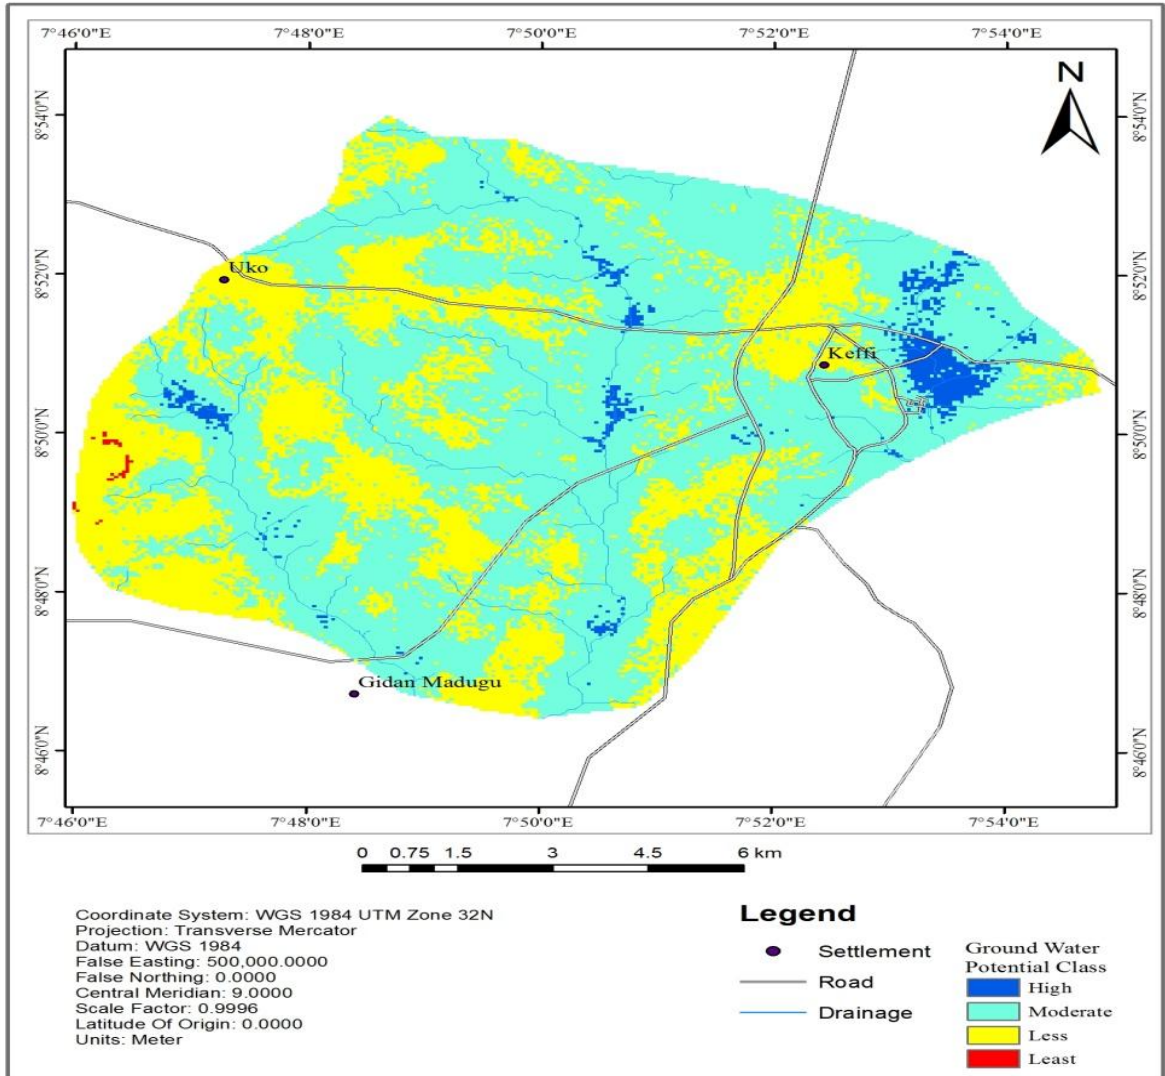 7°46'0"E 7°48'0"E 7°50'0"E 7°52'0"E 7°54'0"E
N
8°54'0"N 8°54'0"N
Uko
8°52'0"N 8°52'0"N
Keffi
8°50'0"N 8°50'0"N
8°48'0"N 8°48'0"N
Gidan Madugu
8°46'0"N 8°46'0"N
7°46'0"E 7°48'0"E 7°50'0"E 7°52'0"E 7°54'0"E
0 0.75 1.5 3 4.5 6 km
Coordinate System: WGS 1984 UTM Zone 32N
Projection: Transverse Mercator
Datum: WGS 1984
False Easting: 500,000.0000
False Northing: 0.0000
Central Meridian: 9.0000
Scale Factor: 0.9996
Latitude Of Origin: 0.0000
Units: Meter
Legend
Settlement
Road
Drainage
Ground Water
Potential Class
High
Moderate
Less
Least